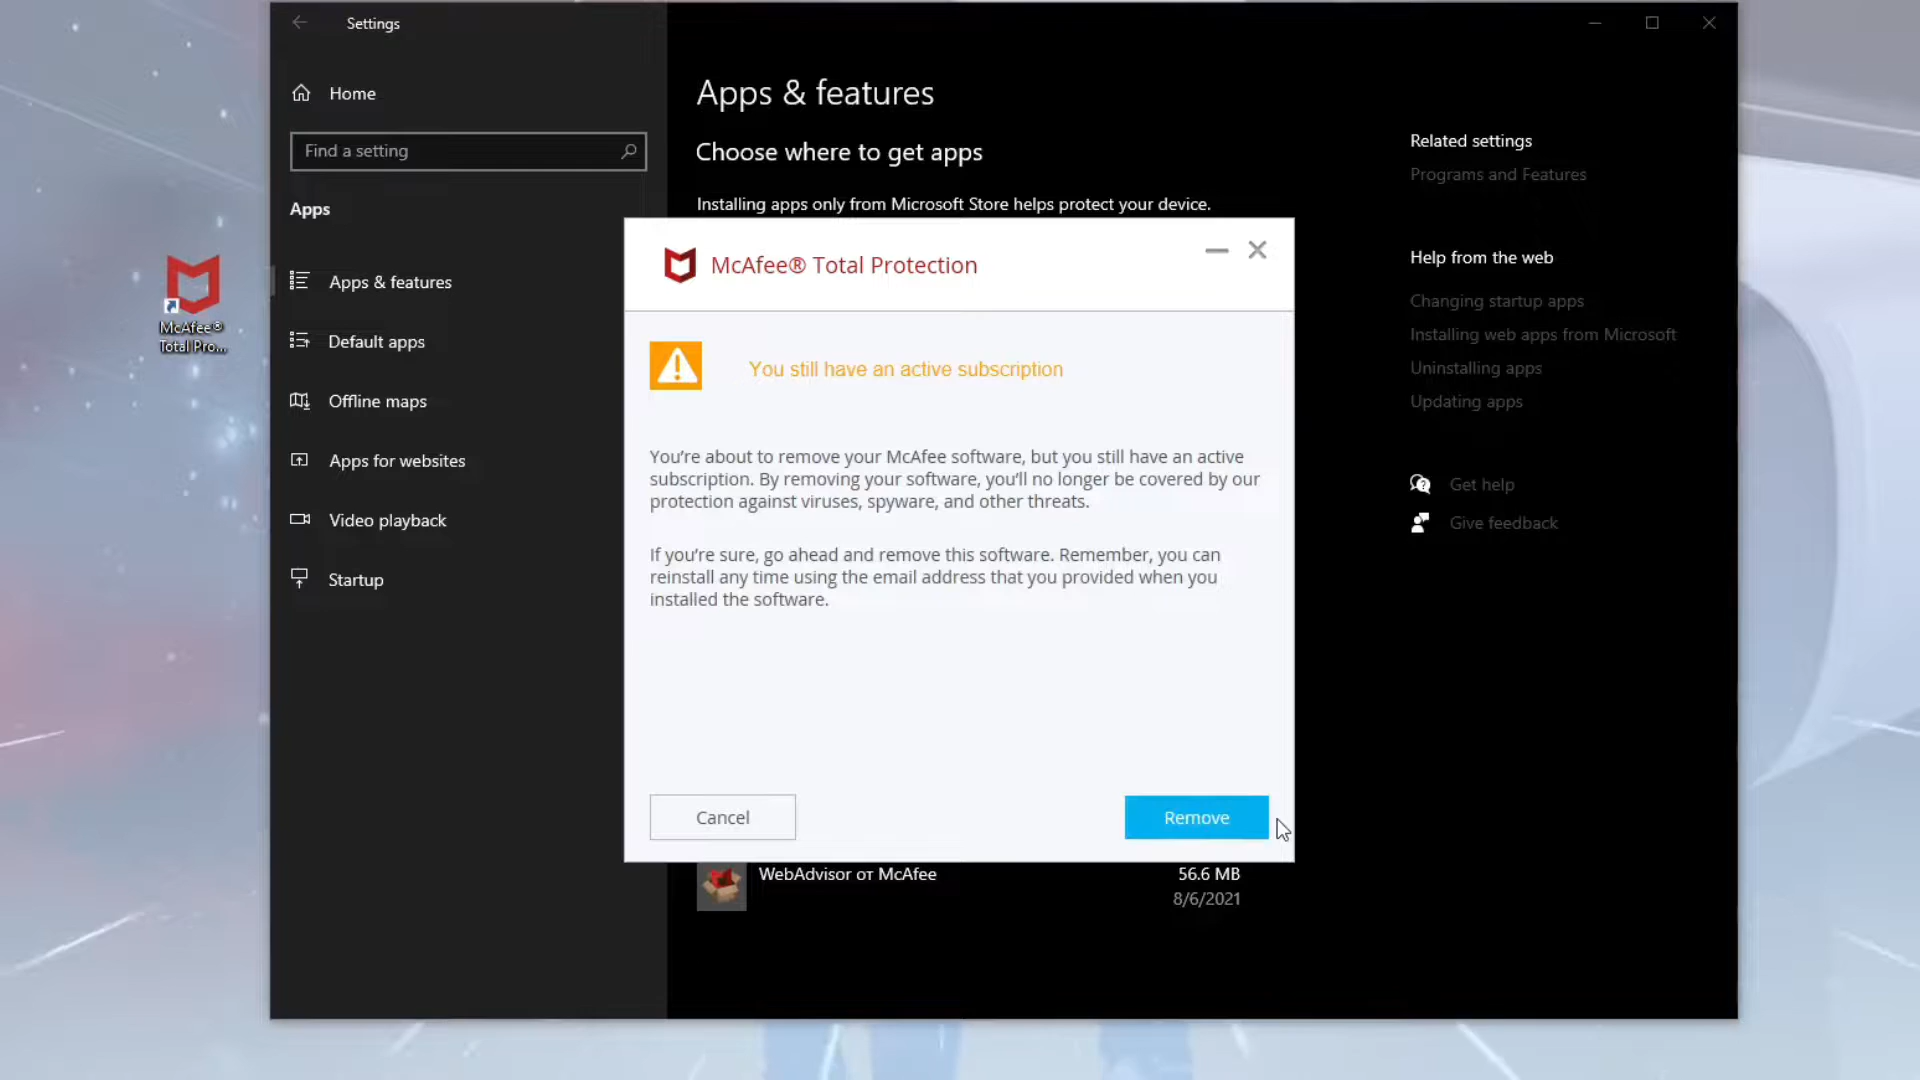 Settings
Home
Find a setting
Apps
Apps & features
Default apps
Offline maps
Apps for websites
Video playback
Startup
McAfee®
Total Pro...
Apps & features
Choose where to get apps
Installing apps only from Microsoft Store helps protect your device.
McAfee® Total Protection
You still have an active subscription
You're about to remove your McAfee software, but you still have an active
subscription. By removing your software, you'll no longer be covered by our
protection against viruses, spyware, and other threats.
If you're sure, go ahead and remove this software. Remember, you can
reinstall any time using the email address that you provided when you
installed the software.
Cancel
Remove
WebAdvisor от McAfee
56.6 MB
8/6/2021
Related settings
Programs and Features
Help from the web
Changing startup apps
Installing web apps from Microsoft
Uninstalling apps
Updating apps
Get help
Give feedback